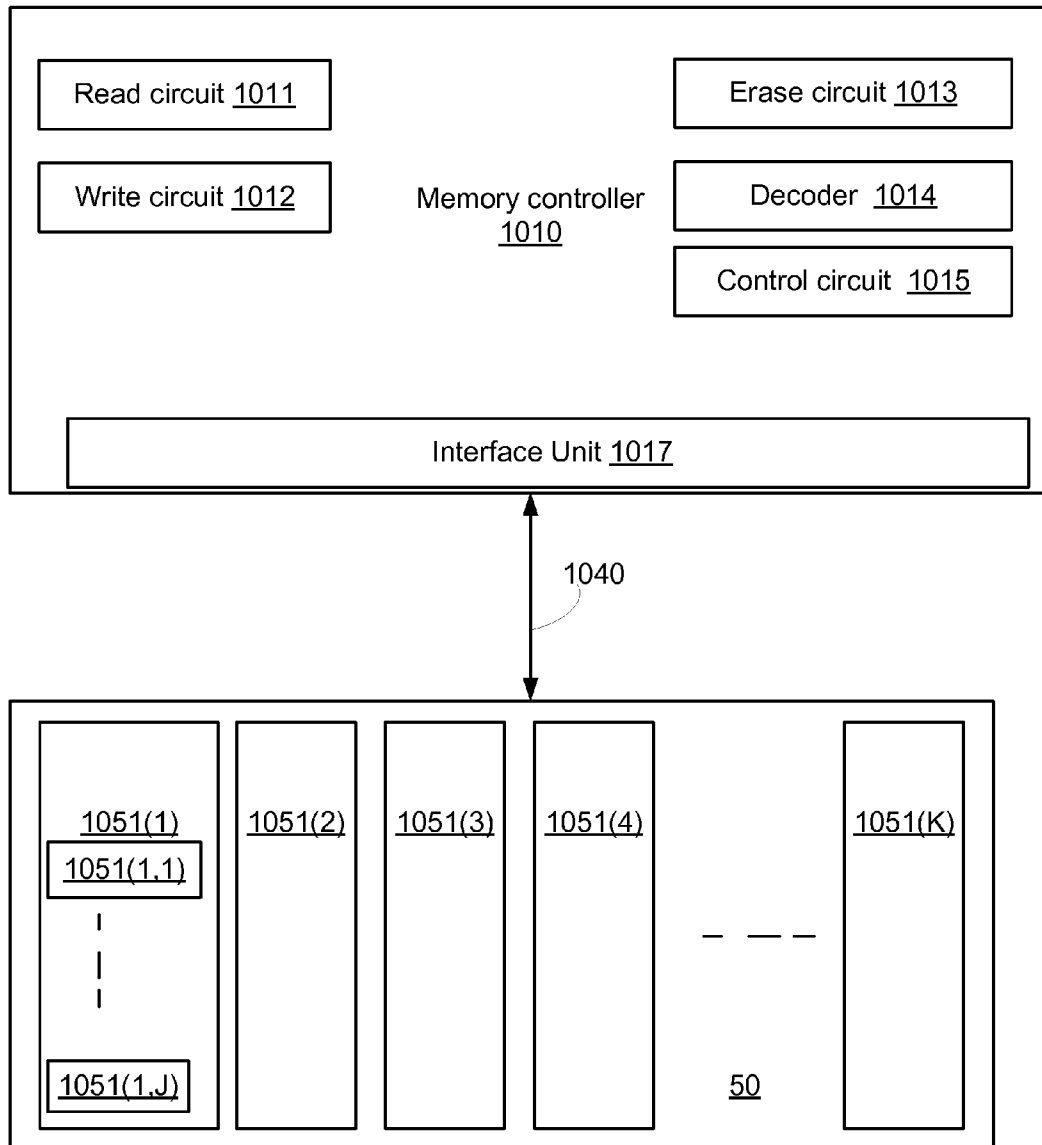 Read circuit 1011
Erase circuit 1013
Write circuit 1012
Memory controller
1010
Decoder 1014
Control circuit 1015
Interface Unit 1017
1040
1051(1)
1051(2)
1051(3)
1051(4)
1051(K)
1051(1,1)
1051(1,J)
50